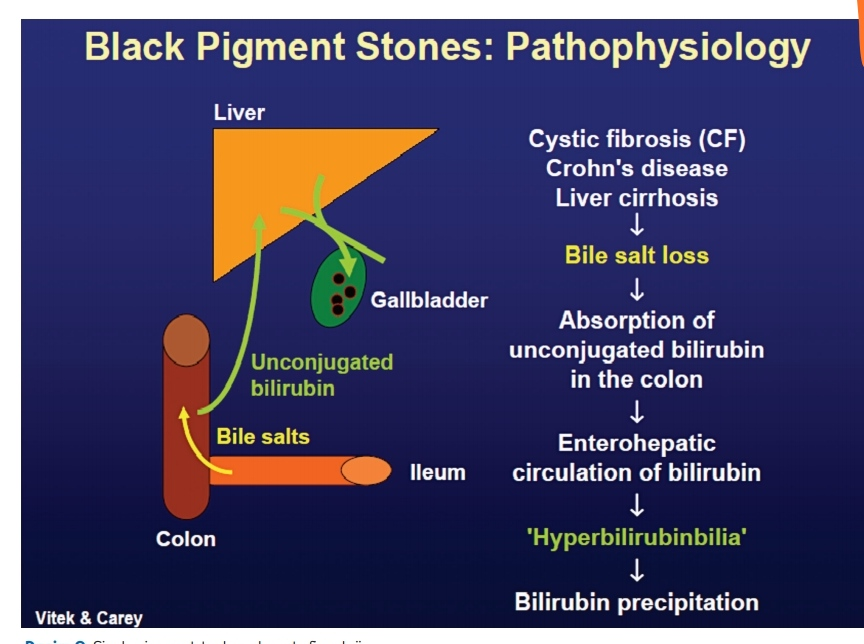 Black Pigment Stones: Pathophysiology
Liver
Gallbladder
Unconjugated
bilirubin
Bile salts
Ileum
Colon
Cystic fibrosis (CF)
Crohn's disease
Liver cirrhosis
↓
Bile salt loss
↓
Absorption of
unconjugated bilirubin
in the colon
↓
Enterohepatic
circulation of bilirubin
↓
'Hyperbilirubinbilia'
↓
Bilirubin precipitation
Vitek & Carey